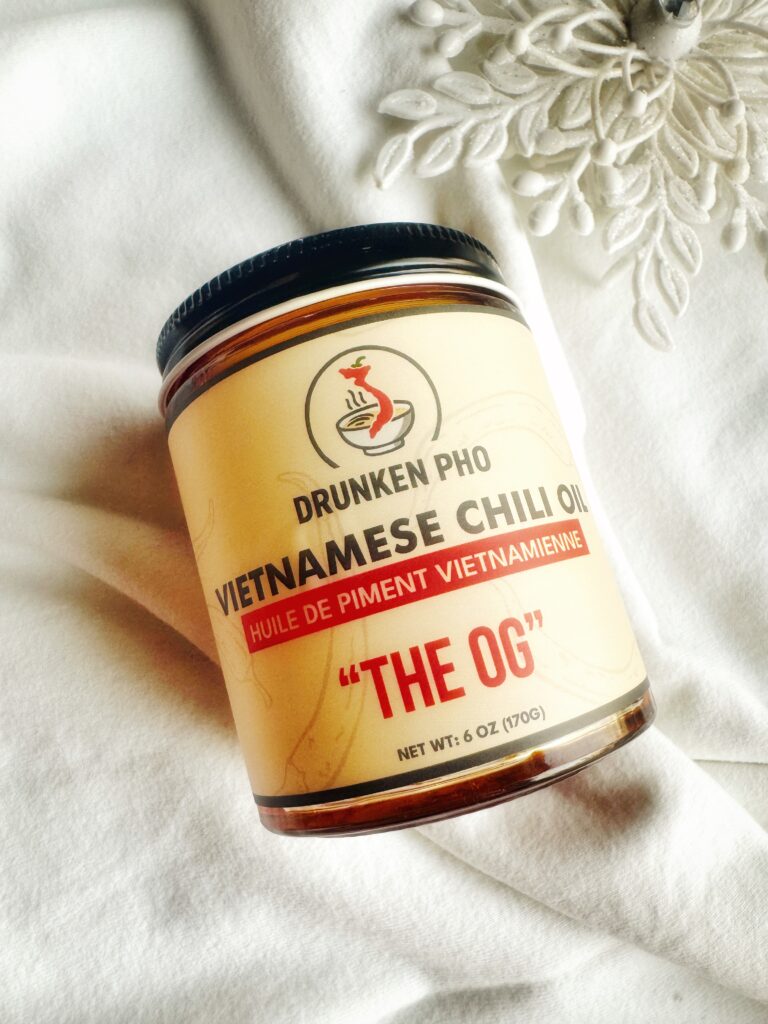 DRUNKEN PHO
VIETNAMESE CHILI OIL
HUILE DE PIMENT VIETNAMIENNE
“THE OG”
NET WT: 6 OZ (170G)